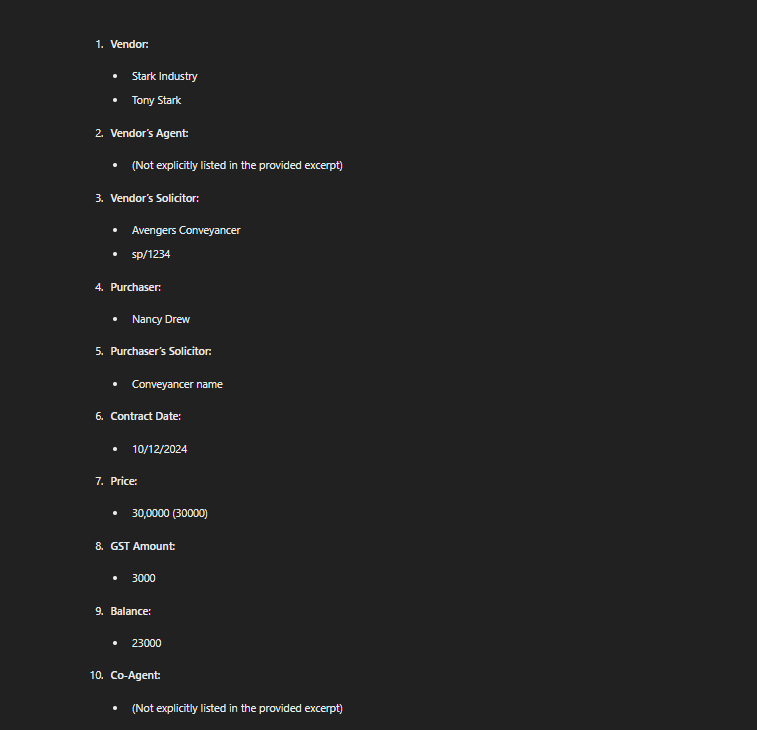 1. Vendor:
• Stark Industry
• Tony Stark
2. Vendor's Agent:
• (Not explicitly listed in the provided excerpt)
3. Vendor's Solicitor:
• Avengers Conveyancer
• sp/1234
4. Purchaser:
• Nancy Drew
5. Purchaser's Solicitor:
• Conveyancer name
6. Contract Date:
• 10/12/2024
7. Price:
• 30,0000 (30000)
8. GST Amount:
• 3000
9. Balance:
• 23000
10. Co-Agent:
• (Not explicitly listed in the provided excerpt)